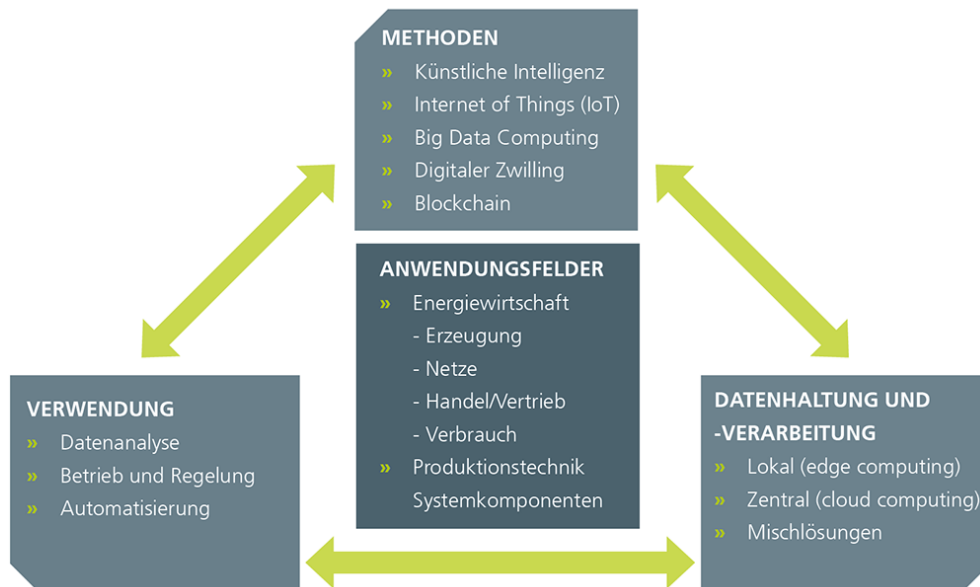 METHODEN
» Künstliche Intelligenz
» Internet of Things (IoT)
» Big Data Computing
» Digitaler Zwilling
» Blockchain
ANWENDUNGSFELDER
» Energiewirtschaft
- Erzeugung
- Netze
- Handel/Vertrieb
- Verbrauch
» Produktionstechnik
Systemkomponenten
VERWENDUNG
» Datenanalyse
» Betrieb und Regelung
» Automatisierung
DATENHALTUNG UND
-VERARBEITUNG
» Lokal (edge computing)
» Zentral (cloud computing)
» Mischlösungen